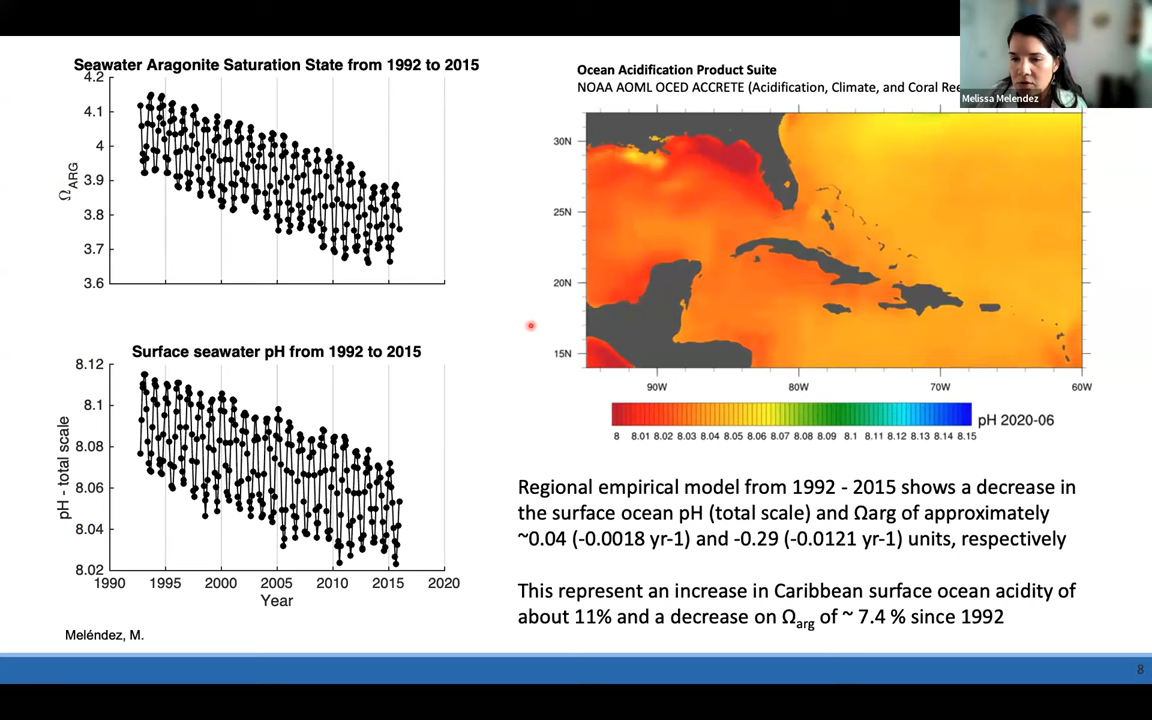 Seawater Aragonite Saturation State from 1992 to 2015
4.2
4.1
4
3.9
3.8
3.7
3.6
Ω_ARG
Surface seawater pH from 1992 to 2015
8.12
8.1
8.08
8.06
8.04
8.02
pH - total scale
1990 1995 2000 2005 2010 2015 2020
Year
Meléndez, M.
Ocean Acidification Product Suite
NOAA AOML OCED ACCRETE (Acidification, Climate, and Coral
Melissa Melendez
30N
25N
20N
15N
90W 80W 70W 60W
8 8.01 8.02 8.03 8.04 8.05 8.06 8.07 8.08 8.09 8.1 8.11 8.12 8.13 8.14 8.15
pH 2020-06
Regional empirical model from 1992 - 2015 shows a decrease in
the surface ocean pH (total scale) and Ωarg of approximately
~0.04 (-0.0018 yr-1) and -0.29 (-0.0121 yr-1) units, respectively
This represent an increase in Caribbean surface ocean acidity of
about 11% and a decrease on Ωarg of ~ 7.4 % since 1992
8